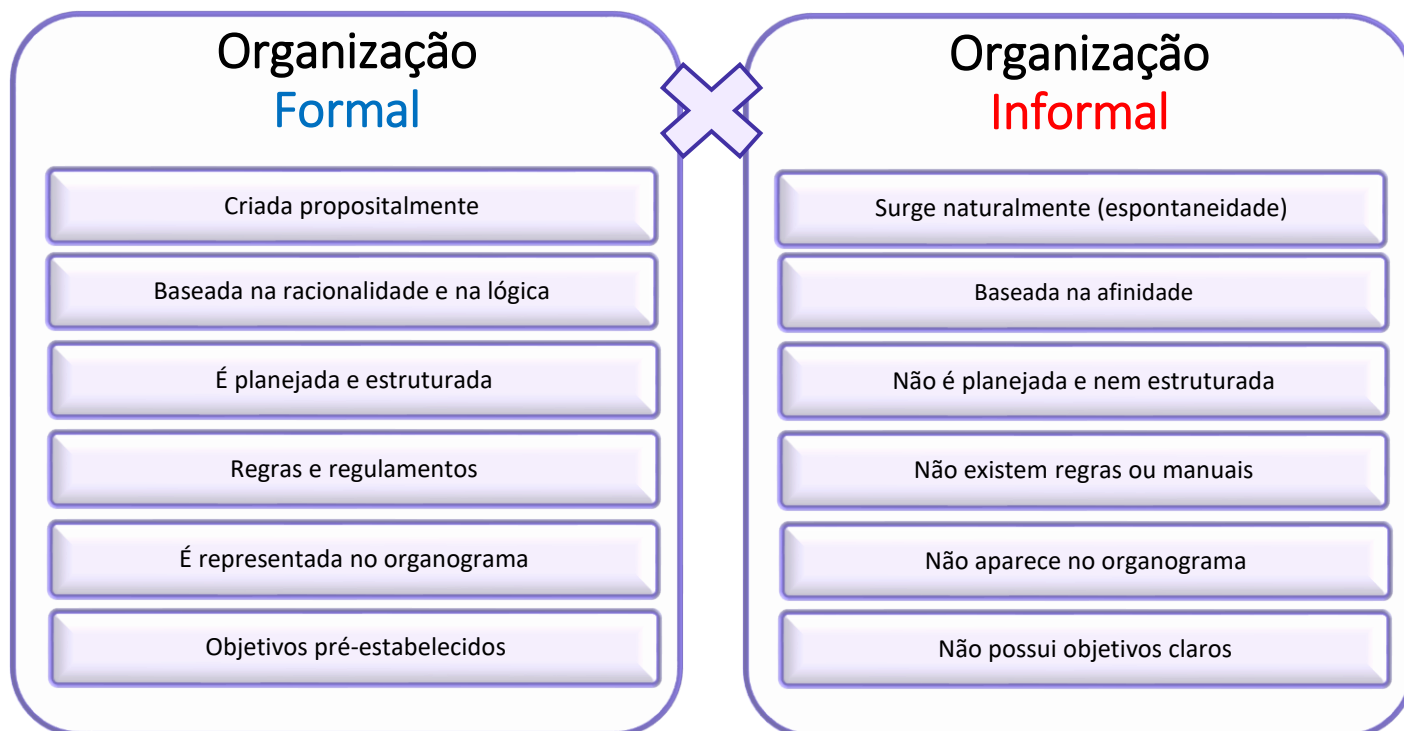 Organização
Formal
Criada propositalmente
Baseada na racionalidade e na lógica
É planejada e estruturada
Regras e regulamentos
É representada no organograma
Objetivos pré-estabelecidos
Organização
Informal
Surge naturalmente (espontaneidade)
Baseada na afinidade
Não é planejada e nem estruturada
Não existem regras ou manuais
Não aparece no organograma
Não possui objetivos claros